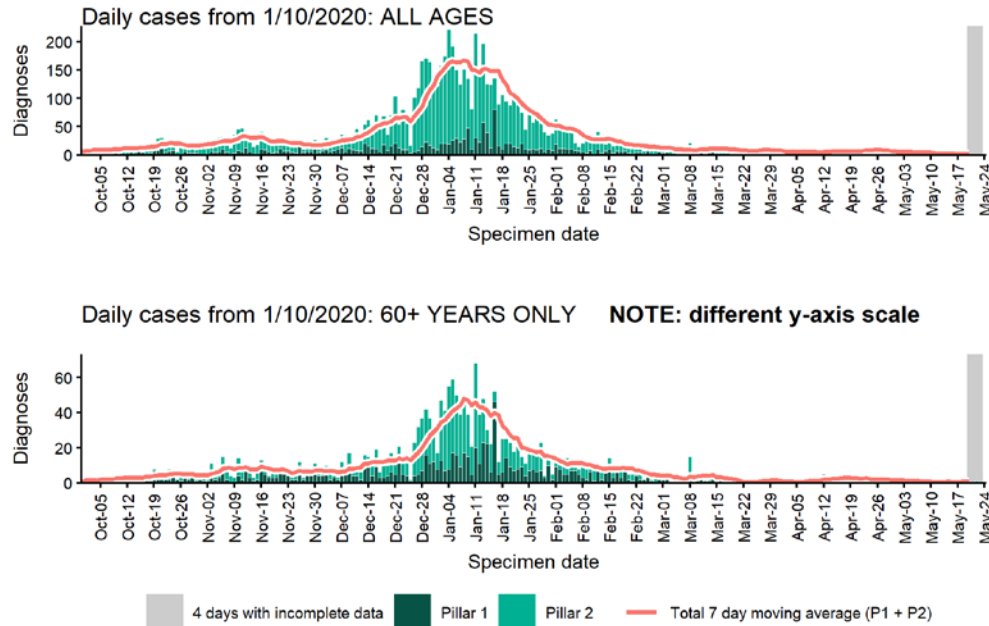 Daily cases from 1/10/2020: ALL AGES
200
150
100
50
0
Diagnoses
Oct-05
Oct-12
Oct-19
Oct-26
Nov-02
Nov-09
Nov-16
Nov-23
Nov-30
Dec-07
Dec-14
Dec-21
Dec-28
Jan-04
Jan-11
Jan-18
Jan-25
Feb-01
Feb-08
Feb-15
Feb-22
Mar-01
Mar-08
Mar-15
Mar-22
Mar-29
Apr-05
Apr-12
Apr-19
Apr-26
May-03
May-10
May-17
May-24
Specimen date
Daily cases from 1/10/2020: 60+ YEARS ONLY NOTE: different y-axis scale
60
40
20
0
Diagnoses
Oct-05
Oct-12
Oct-19
Oct-26
Nov-02
Nov-09
Nov-16
Nov-23
Nov-30
Dec-07
Dec-14
Dec-21
Dec-28
Jan-04
Jan-11
Jan-18
Jan-25
Feb-01
Feb-08
Feb-15
Feb-22
Mar-01
Mar-08
Mar-15
Mar-22
Mar-29
Apr-05
Apr-12
Apr-19
Apr-26
May-03
May-10
May-17
May-24
Specimen date
4 days with incomplete data Pillar 1 Pillar 2 Total 7 day moving average (P1 + P2)